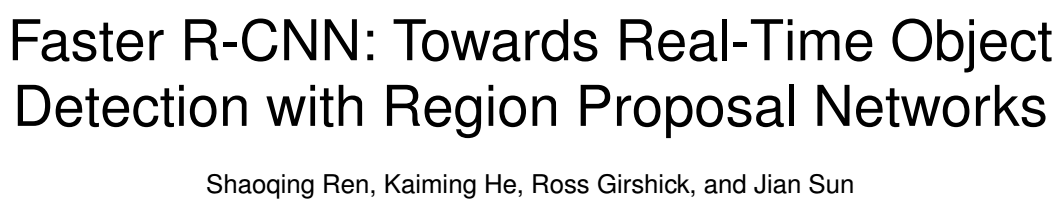 Faster R-CNN: Towards Real-Time Object
Detection with Region Proposal Networks
Shaoqing Ren, Kaiming He, Ross Girshick, and Jian Sun